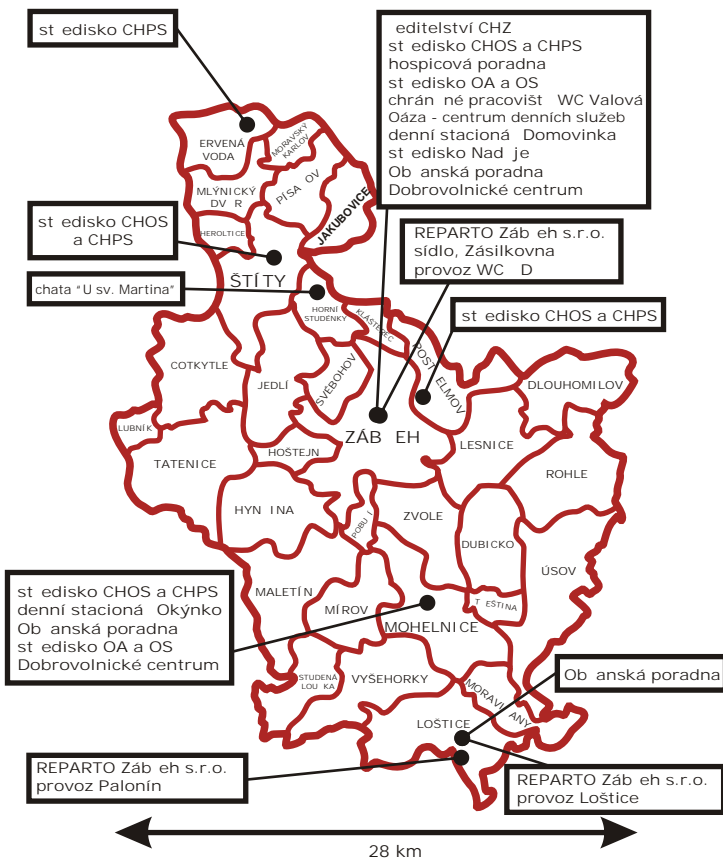 st edisko CHPS
editelství CHZ
st edisko CHOS a CHPS
hospicová poradna
st edisko OA a OS
chrán né pracovišt WC Valová
Oáza - centrum denních služeb
denní stacioná Domovinka
st edisko Nad je
Ob anská poradna
Dobrovolnické centrum
ERVENÁ
VODA
MORAVSKÝ
KARLOV
MLÝNICKÝ
DV R
PÍSA OV
JAKUBOVICE
HEROLTICE
st edisko CHOS
a CHPS
REPARTO Záb eh s.r.o.
sídlo, Zásilkovna
provoz WC D
ŠTÍTY
chata "U sv. Martina"
HORNÍ
STUDÉNKY
KLÁŠTEREC
st edisko CHOS a CHPS
POST ELMOV
COTKYTLE
JEDLÍ
SVÉBOHOV
DLOUHOMILOV
LUBNÍK
ZÁB EH
LESNICE
TATENICE
HOŠTEJN
ROHLE
HYN INA
POBU Í
ZVOLE
DUBICKO
ÚSOV
MALETÍN
MÍROV
T EŠTINA
MOHELNICE
st edisko CHOS a CHPS
denní stacioná Okýnko
Ob anská poradna
st edisko OA a OS
Dobrovolnické centrum
STUDENÁ
LOU KA
VYŠEHORKY
MORAVI ANY
Ob anská poradna
LOŠTICE
REPARTO Záb eh s.r.o.
provoz Palonín
REPARTO Záb eh s.r.o.
provoz Loštice
28 km